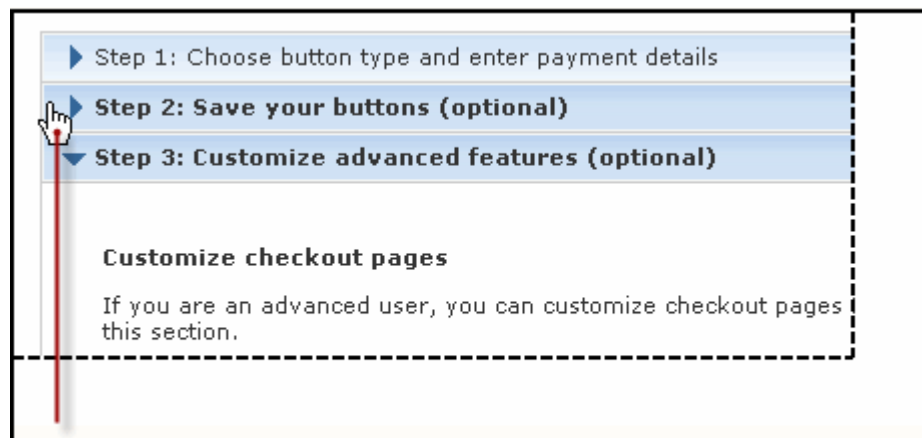 Step 1: Choose button type and enter payment details
Step 2: Save your buttons (optional)
Step 3: Customize advanced features (optional)
Customize checkout pages
If you are an advanced user, you can customize checkout pages
this section.